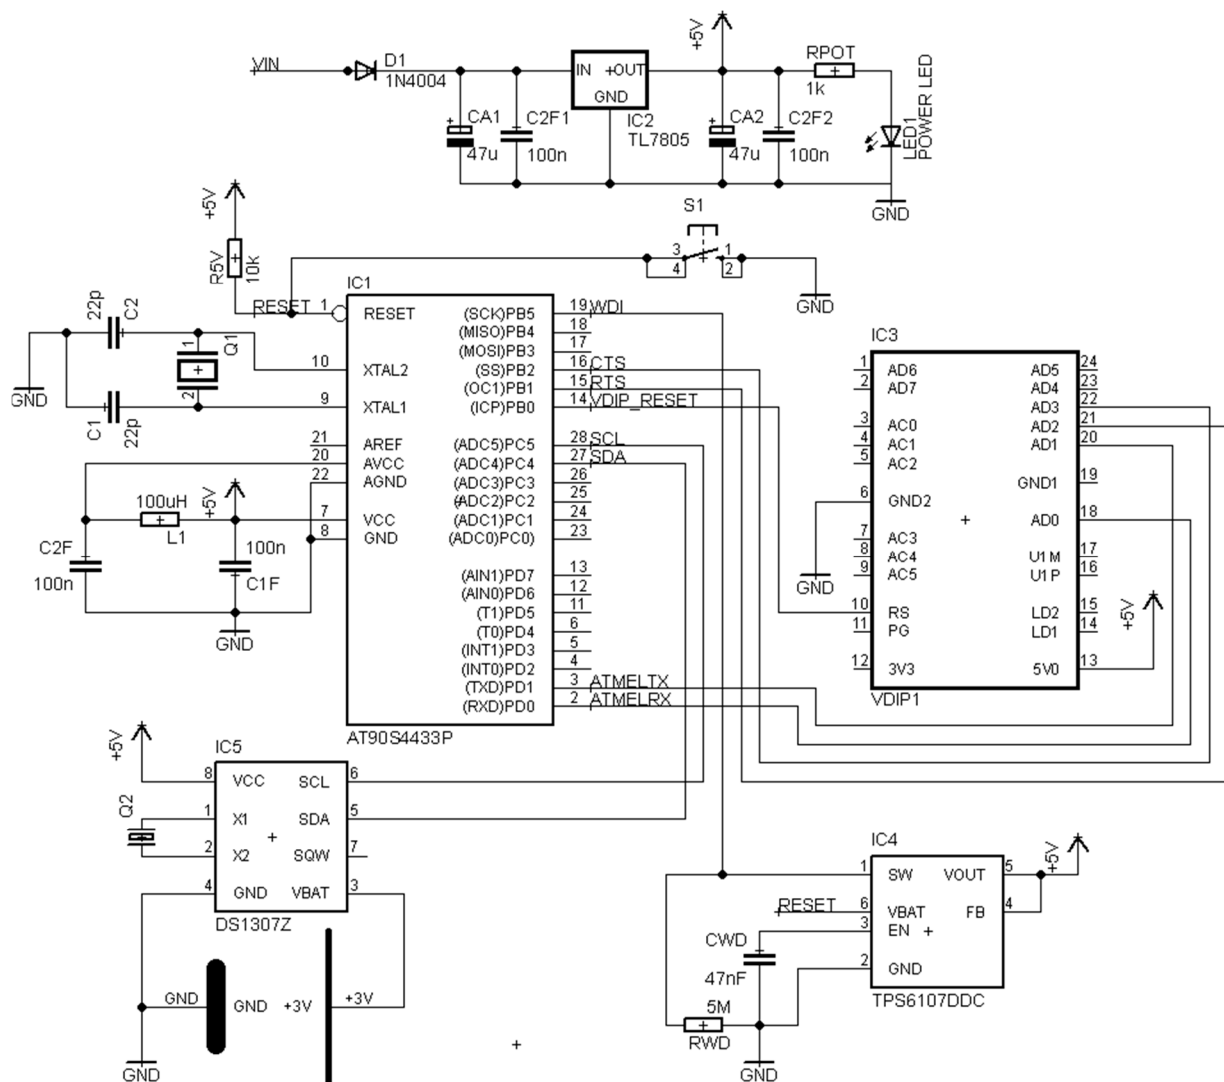 +5V
VIN
D1
1N4004
IN +OUT
GND
IC2
TL7805
CA1
47u
C2F1
100n
CA2
47u
C2F2
100n
RPOT
1k
LED1
POWER LED
GND
+5V
R5V
10k
S1
3 1
4 2
GND
22p
C2
1
Q1
2
GND
C1
22p
IC1
RESET 1 RESET
10 XTAL2
9 XTAL1
21 AREF
20 AVCC
22 AGND
7 VCC
8 GND
(SCK)PB5 19 WDI
(MISO)PB4 18
(MOSI)PB3 17
(SS)PB2 16 CTS
(OC1)PB1 15 RTS
(ICP)PB0 14 VDIP_RESET
(ADC5)PC5 28 SCL
(ADC4)PC4 27 SDA
(ADC3)PC3 26
(ADC2)PC2 25
(ADC1)PC1 24
(ADC0)PC0) 23
(AIN1)PD7 13
(AIN0)PD6 12
(T1)PD5 11
(T0)PD4 6
(INT1)PD3 5
(INT0)PD2 4
(TXD)PD1 3 ATMELTX
(RXD)PD0 2 ATMELRX
AT90S4433P
100uH
L1
+5V
C2F
100n
100n
C1F
GND
IC3
1 AD6 AD5 24
2 AD7 AD4 23
AD3 22
3 AC0 AD2 21
4 AC1 AD1 20
5 AC2
GND1 19
6 GND2
AD0 18
7 AC3
8 AC4 U1M 17
9 AC5 U1P 16
10 RS LD2 15
11 PG LD1 14
12 3V3 5V0 13
VDIP1
GND
+5V
+5V
IC5
8 VCC SCL 6
1 X1 SDA 5
2 X2 SQW 7
4 GND VBAT 3
DS1307Z
Q2
GND GND +3V +3V
GND
IC4
1 SW VOUT 5
RESET 6 VBAT FB 4
3 EN
2 GND
TPS6107DDC
+5V
CWD
47nF
5M
RWD
GND